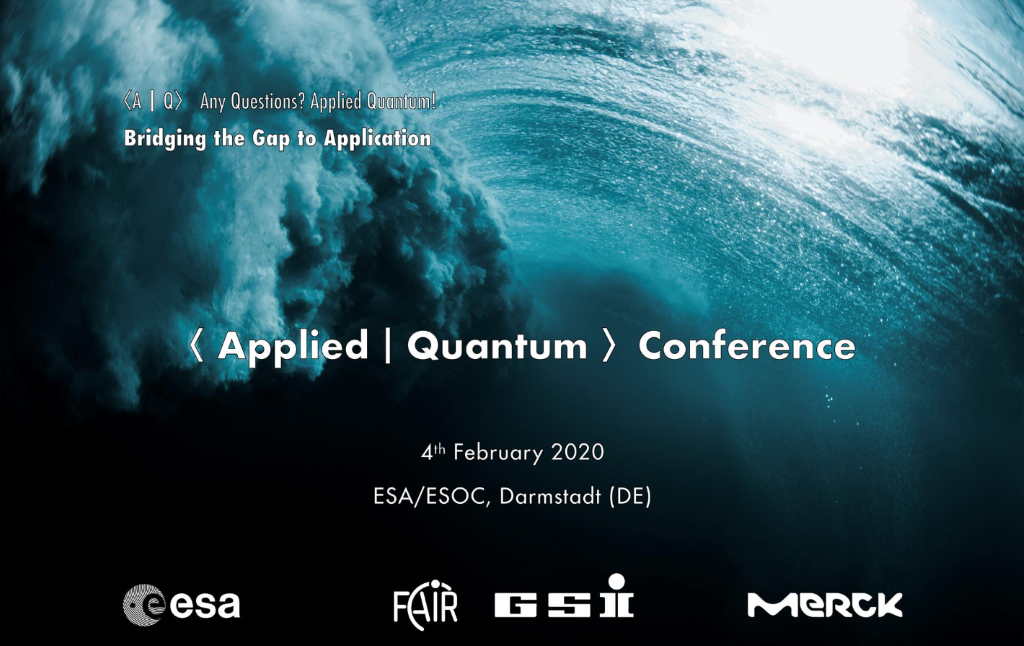 〈A | Q〉 Any Questions? Applied Quantum!
Bridging the Gap to Application
〈 Applied | Quantum 〉 Conference
4th February 2020
ESA/ESOC, Darmstadt (DE)
esa
FAIR
GSI
MERCK